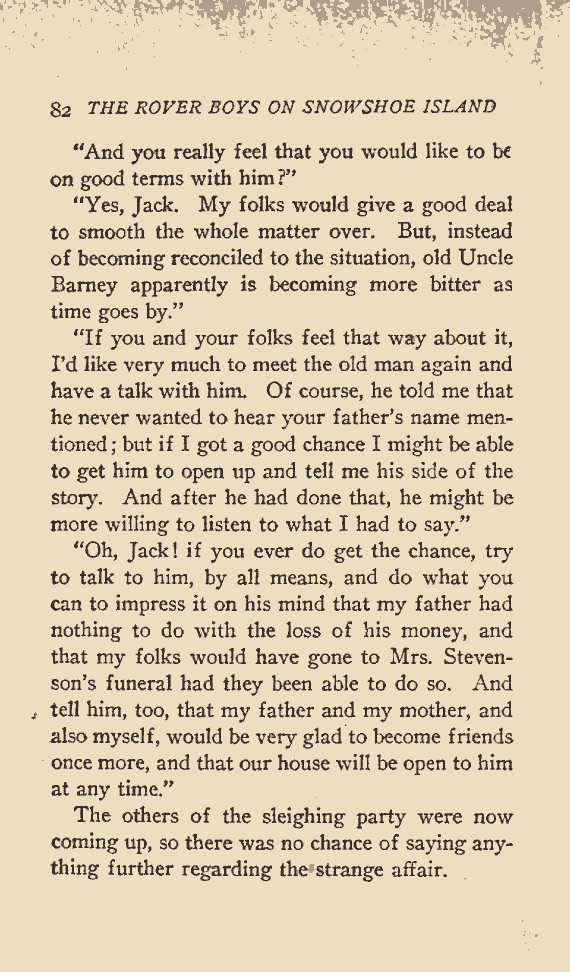 82 THE ROVER BOYS ON SNOWSHOE ISLAND
"And you really feel that you would like to be
on good terms with him?"
"Yes, Jack. My folks would give a good deal
to smooth the whole matter over. But, instead
of becoming reconciled to the situation, old Uncle
Barney apparently is becoming more bitter as
time goes by."
"If you and your folks feel that way about it,
I'd like very much to meet the old man again and
have a talk with him. Of course, he told me that
he never wanted to hear your father's name men-
tioned; but if I got a good chance I might be able
to get him to open up and tell me his side of the
story. And after he had done that, he might be
more willing to listen to what I had to say."
"Oh, Jack! if you ever do get the chance, try
to talk to him, by all means, and do what you
can to impress it on his mind that my father had
nothing to do with the loss of his money, and
that my folks would have gone to Mrs. Steven-
son's funeral had they been able to do so. And
tell him, too, that my father and my mother, and
also myself, would be very glad to become friends
once more, and that our house will be open to him
at any time."
The others of the sleighing party were now
coming up, so there was no chance of saying any-
thing further regarding the strange affair.